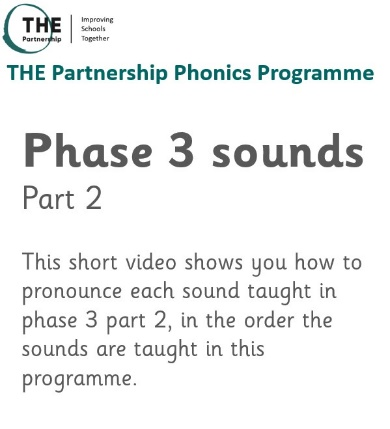 THE
Partnership
Improving
Schools
Together
THE Partnership Phonics Programme
Phase 3 sounds
Part 2
This short video shows you how to
pronounce each sound taught in
phase 3 part 2, in the order the
sounds are taught in this
programme.